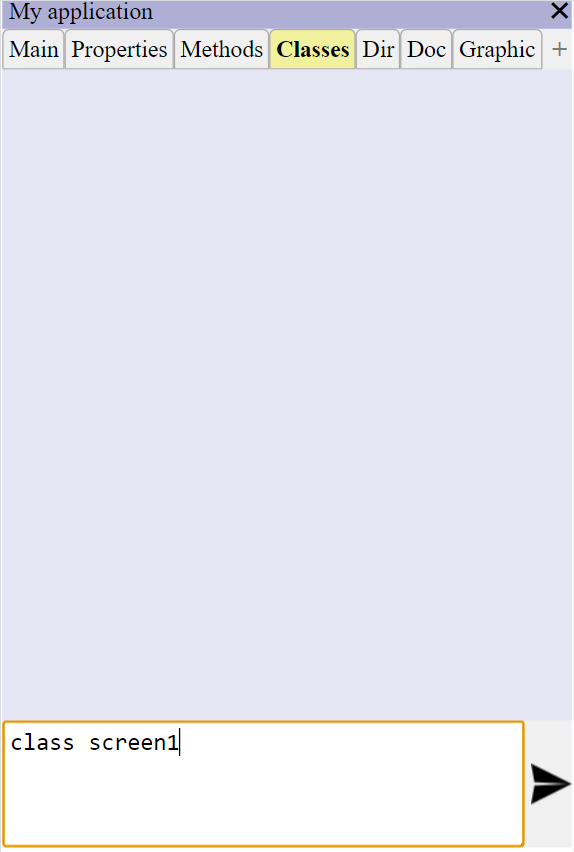 My application
Main Properties Methods Classes Dir Doc Graphic +
class screen1